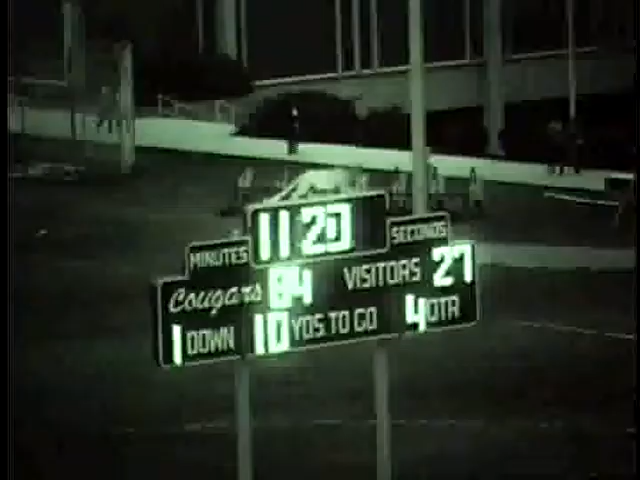 11 20
MINUTES SECONDS
Cougars 84 VISITORS 27
1 DOWN 10 YDS TO GO 4 QTR